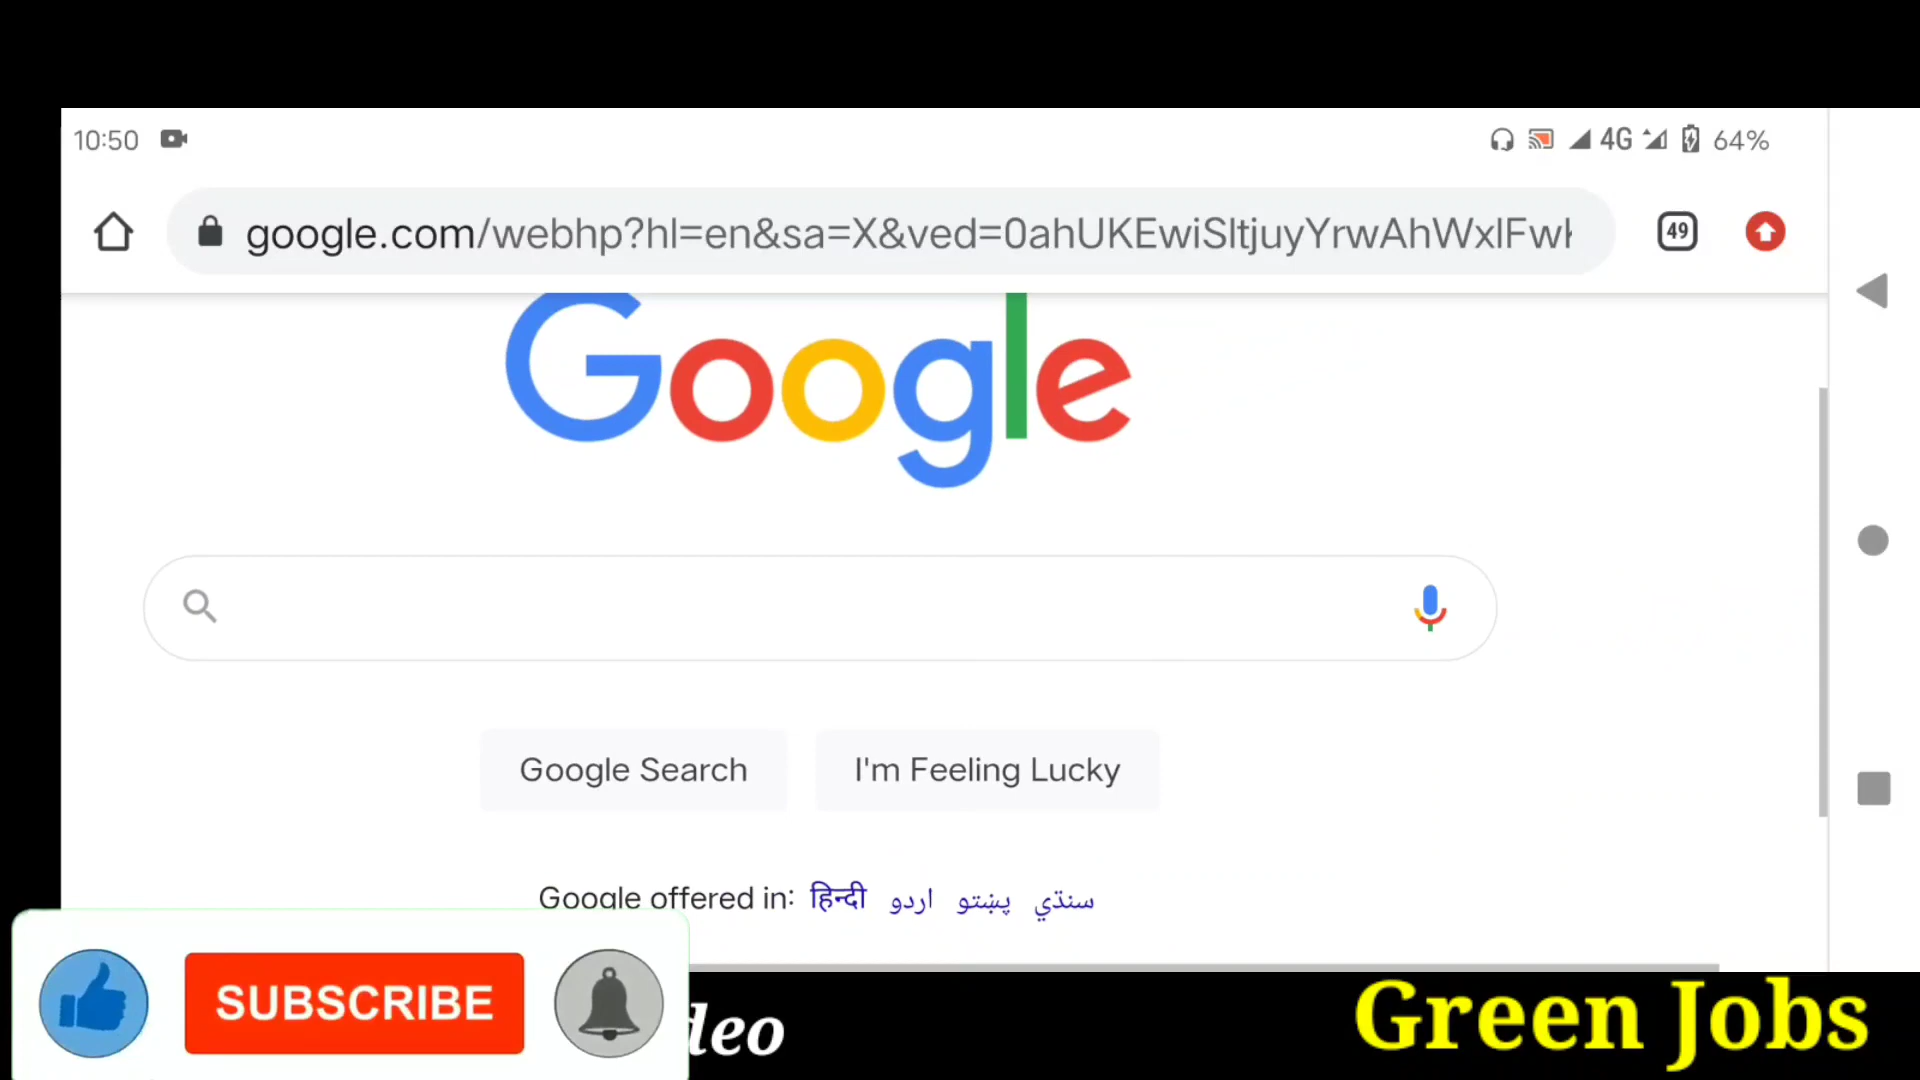 10:50 4G 64%
google.com/webhp?hl=en&sa=X&ved=0ahUKEwiSltjuyYrwAhWxlFwl 49
Google
Google Search I'm Feeling Lucky
Google offered in: हिन्दी اردو پښتو سنڌي
SUBSCRIBE deo Green Jobs